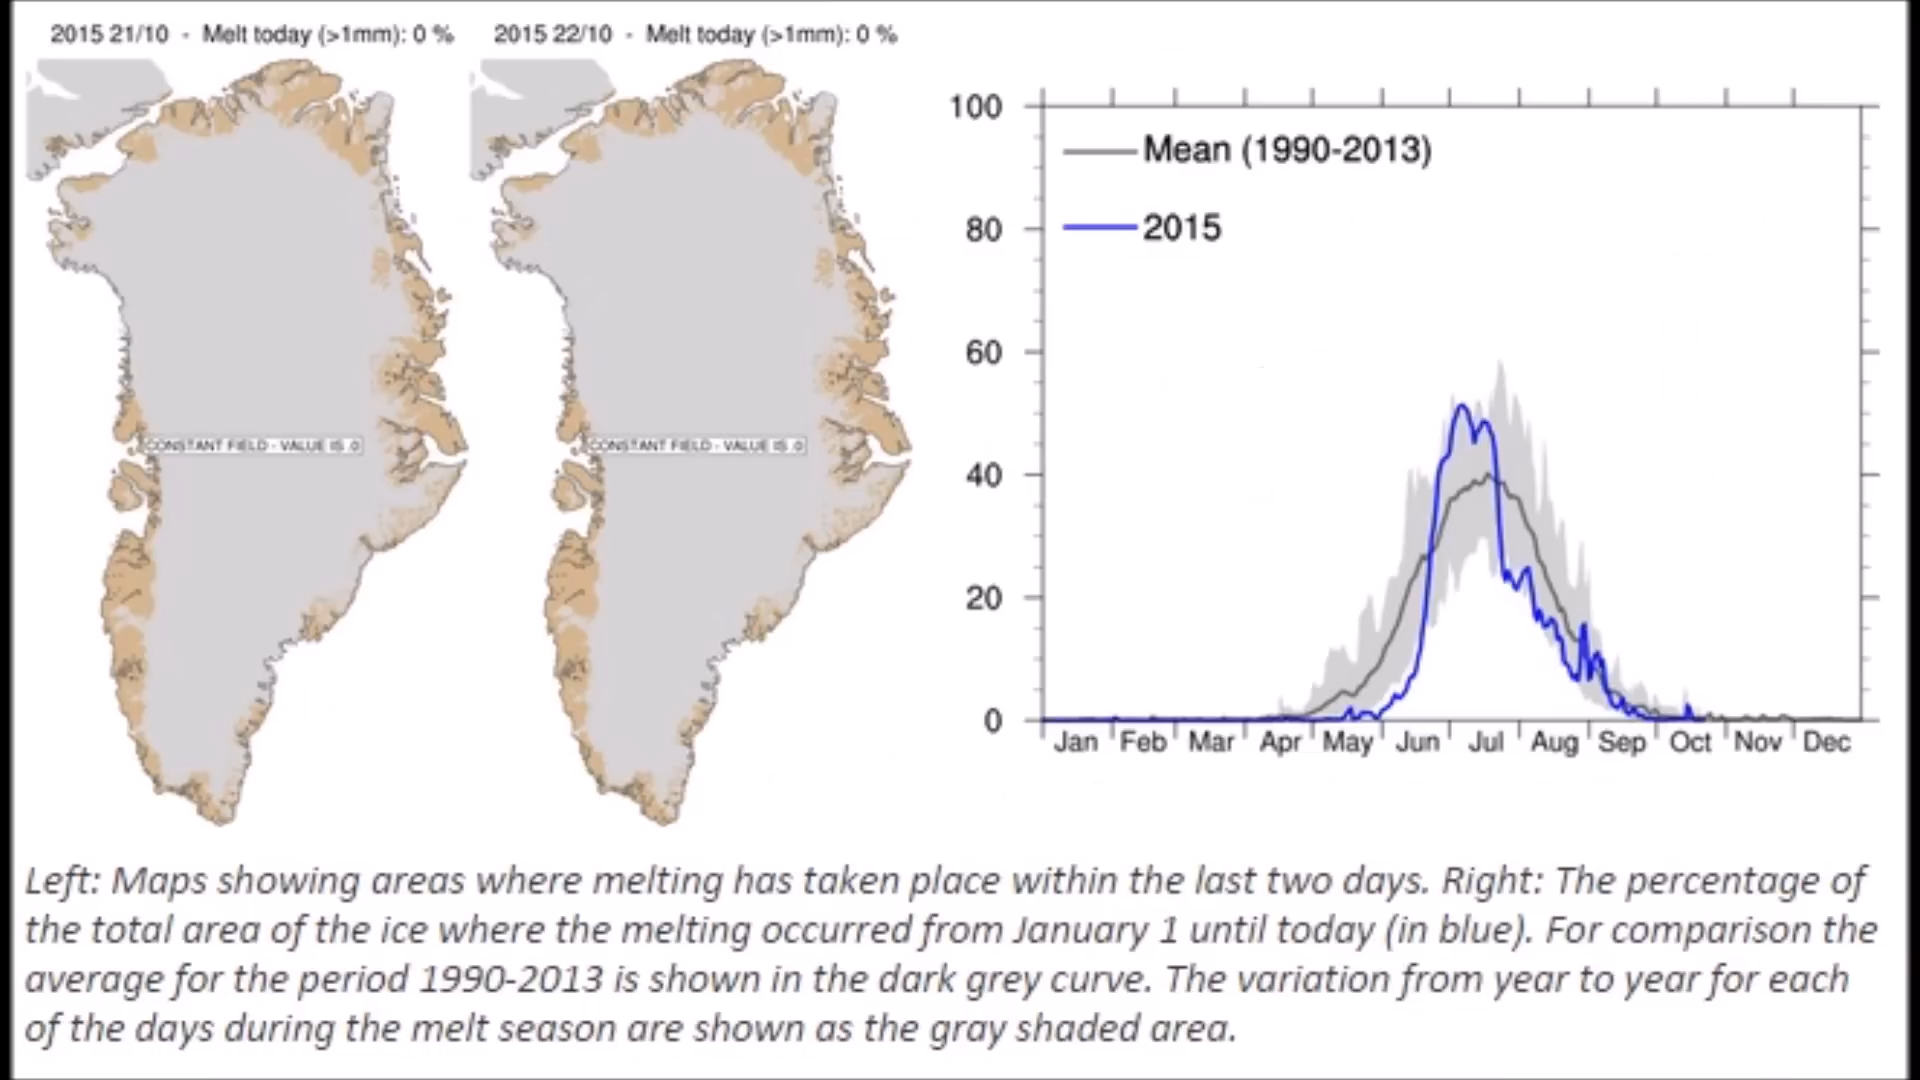 2015 21/10 - Melt today (>1mm): 0 %
2015 22/10 - Melt today (>1mm): 0 %
CONSTANT FIELD - VALUE IS .0
CONSTANT FIELD - VALUE IS .0
100
80
60
40
20
0
Mean (1990-2013)
2015
Jan Feb Mar Apr May Jun Jul Aug Sep Oct Nov Dec
Left: Maps showing areas where melting has taken place within the last two days. Right: The percentage of
the total area of the ice where the melting occurred from January 1 until today (in blue). For comparison the
average for the period 1990-2013 is shown in the dark grey curve. The variation from year to year for each
of the days during the melt season are shown as the gray shaded area.